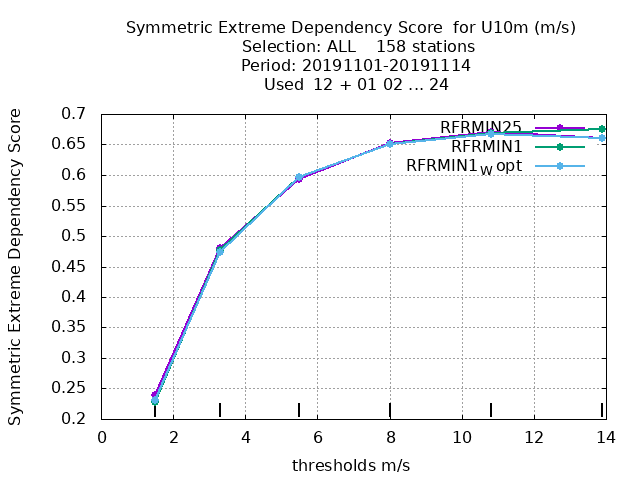 Symmetric Extreme Dependency Score  for U10m (m/s)
Selection: ALL    158 stations
Period: 20191101-20191114
Used  12 + 01 02 ... 24
Symmetric Extreme Dependency Score
0.7
0.65
0.6
0.55
0.5
0.45
0.4
0.35
0.3
0.25
0.2
RFRMIN25
RFRMIN1
RFRMIN1W opt
0 2 4 6 8 10 12 14
thresholds m/s